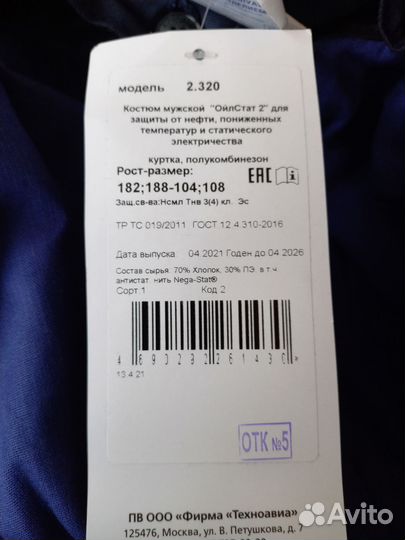 модель 2.320
Костюм мужской "ОйлСтат 2" для
защиты от нефти, пониженных
температур и статического
электричества
куртка, полукомбинезон
Рост-размер:
182;188-104;108
EAC
Защ.св-ва:Нсмл Тнв 3(4) кл. Эс
ТР ТС 019/2011 ГОСТ 12.4.310-2016
Дата выпуска 04.2021 Годен до 04.2026
Состав сырья 70% Хлопок, 30% ПЭ, в т.ч
антистат нить Nega-Stat®
Сорт 1 Код 2
4 690232 261430 >
13.4.21
ОТК №5
ПВ ООО «Фирма «Техноавиа»
125476, Москва, ул. В. Петушкова, д. 7
Avito